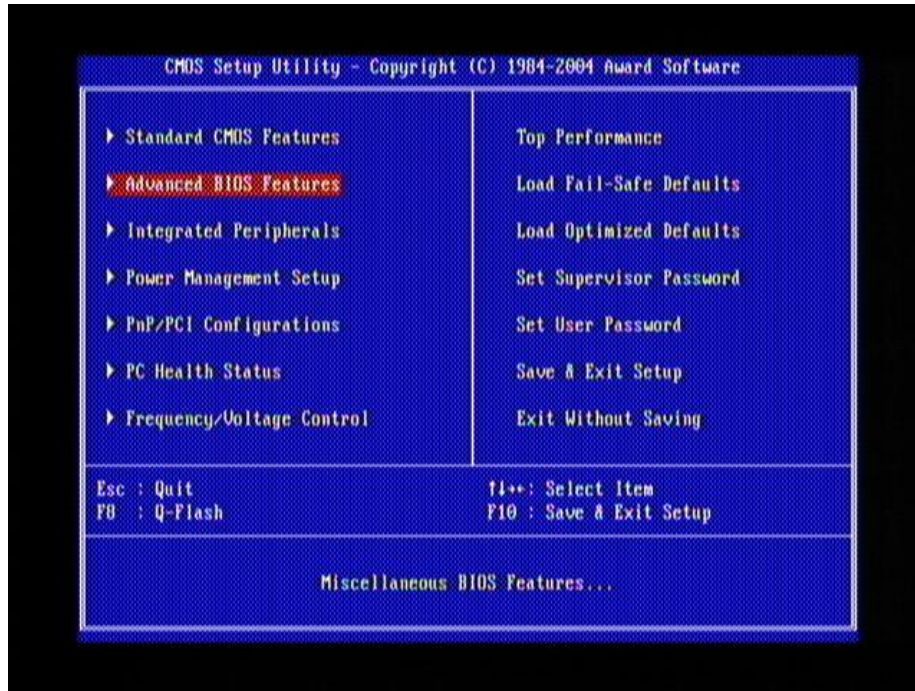 CMOS Setup Utility - Copyright (C) 1984-2004 Award Software
▶ Standard CMOS Features
▶ Advanced BIOS Features
▶ Integrated Peripherals
▶ Power Management Setup
▶ PnP/PCI Configurations
▶ PC Health Status
▶ Frequency/Voltage Control
Top Performance
Load Fail-Safe Defaults
Load Optimized Defaults
Set Supervisor Password
Set User Password
Save & Exit Setup
Exit Without Saving
Esc : Quit
F8 : Q-Flash
↑↓→←: Select Item
F10 : Save & Exit Setup
Miscellaneous BIOS Features...